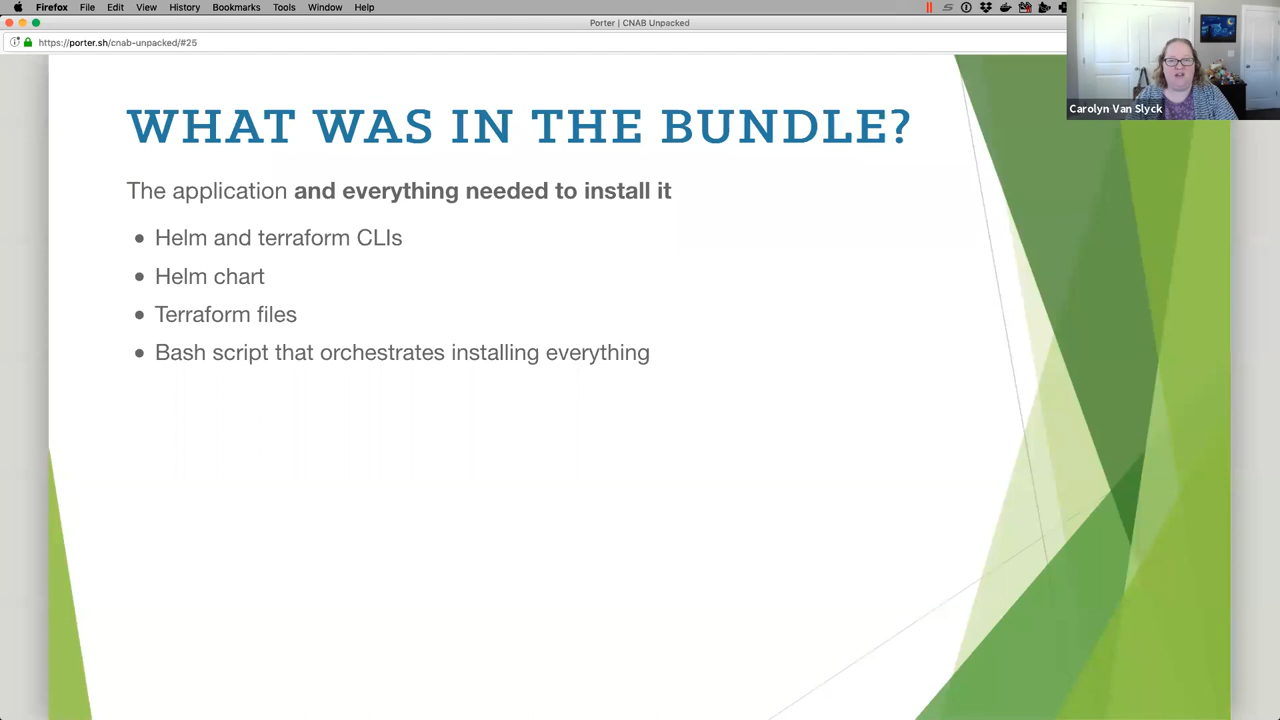 Firefox File Edit View History Bookmarks Tools Window Help
Porter | CNAB Unpacked
https://porter.sh/cnab-unpacked/#25
Carolyn Van Slyck
WHAT WAS IN THE BUNDLE?
The application and everything needed to install it
• Helm and terraform CLIs
• Helm chart
• Terraform files
• Bash script that orchestrates installing everything